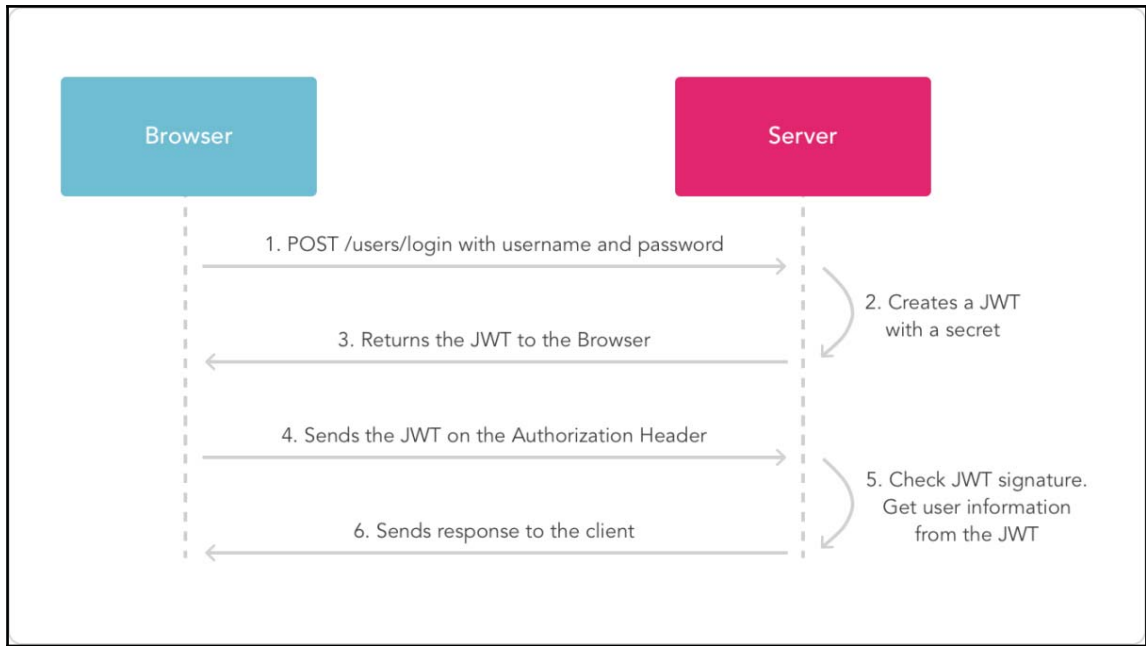 Browser
Server
1. POST /users/login with username and password
2. Creates a JWT
with a secret
3. Returns the JWT to the Browser
4. Sends the JWT on the Authorization Header
5. Check JWT signature.
Get user information
from the JWT
6. Sends response to the client